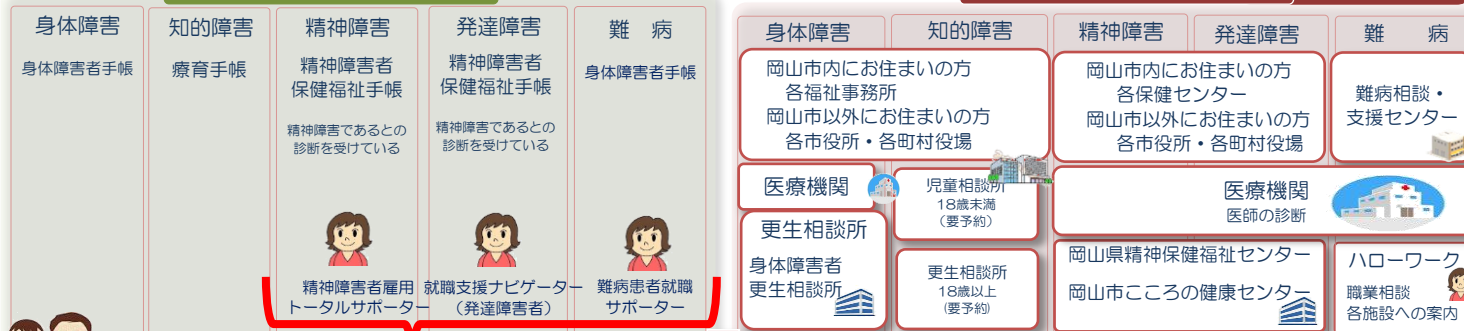 身体障害
身体障害者手帳
知的障害
療育手帳
精神障害
精神障害者
保健福祉手帳
精神障害であるとの
診断を受けている
精神障害者雇用
トータルサポーター
発達障害
精神障害者
保健福祉手帳
精神障害であるとの
診断を受けている
就職支援ナビゲーター
（発達障害者）
難　病
身体障害者手帳
難病患者就職
サポーター
身体障害
知的障害
岡山市内にお住まいの方
各福祉事務所
岡山市以外にお住まいの方
各市役所・各町村役場
医療機関
児童相談所
18歳未満
（要予約）
更生相談所
身体障害者
更生相談所
更生相談所
18歳以上
（要予約）
精神障害
発達障害
岡山市内にお住まいの方
各保健センター
岡山市以外にお住まいの方
各市役所・各町村役場
難　病
難病相談・
支援センター
医療機関
医師の診断
岡山県精神保健福祉センター
岡山市こころの健康センター
ハローワーク
職業相談
各施設への案内